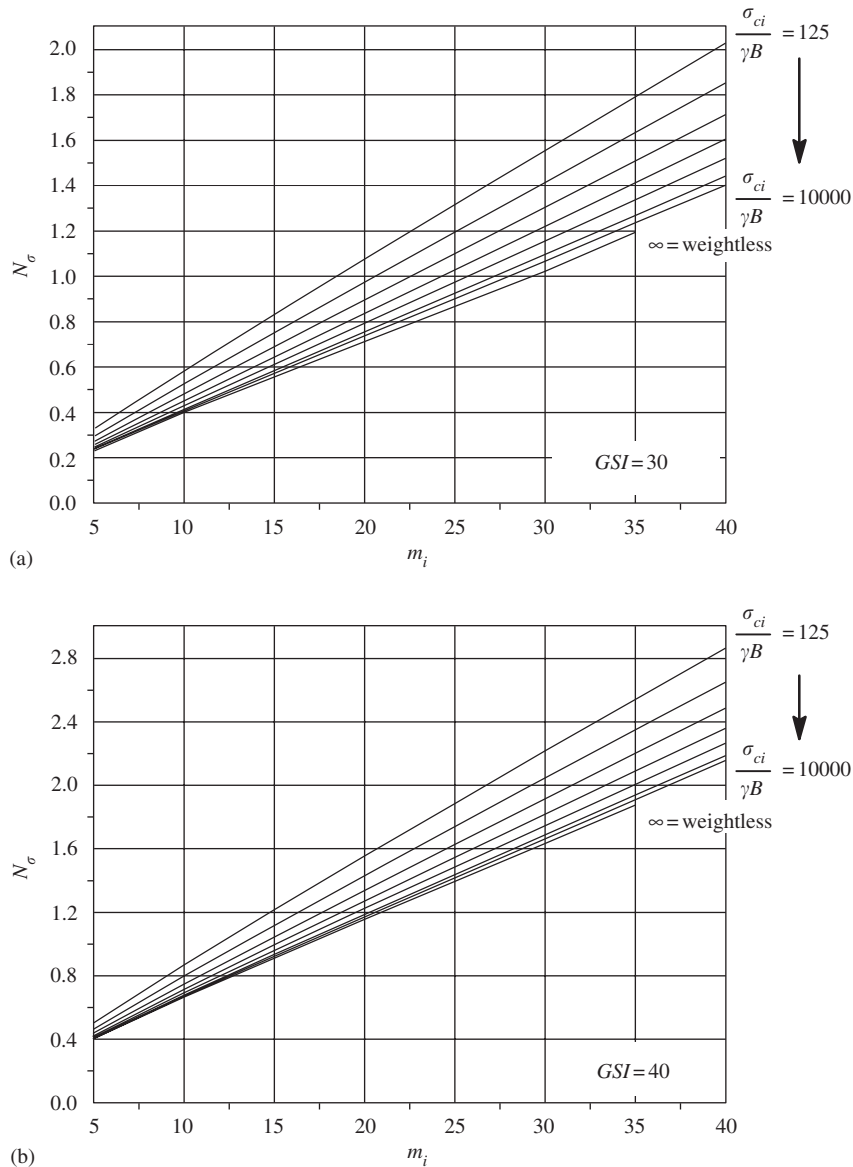 2.0
1.8
1.6
1.4
1.2
1.0
0.8
0.6
0.4
0.2
0.0
N_σ
5 10 15 20 25 30 35 40
m_i
(a)
GSI = 30
σ_ci / γB = 125
σ_ci / γB = 10000
∞ = weightless
2.8
2.4
2.0
1.6
1.2
0.8
0.4
0.0
N_σ
5 10 15 20 25 30 35 40
m_i
(b)
GSI = 40
σ_ci / γB = 125
σ_ci / γB = 10000
∞ = weightless